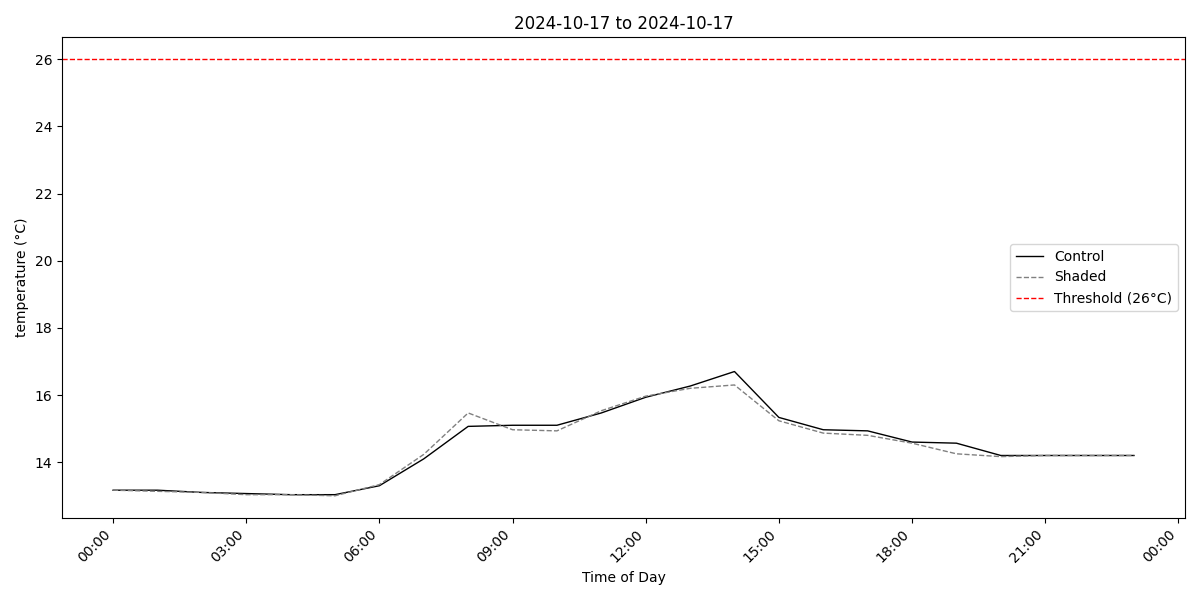 2024-10-17 to 2024-10-17
temperature (°C)
26
24
22
20
18
16
14
Control
Shaded
Threshold (26°C)
00:00
03:00
06:00
09:00
12:00
15:00
18:00
21:00
00:00
Time of Day